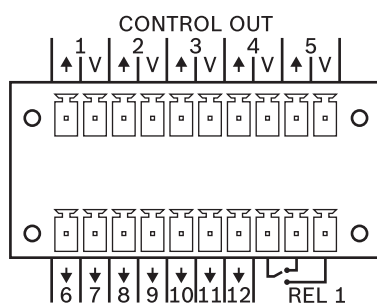 CONTROL OUT
1 2 3 4 5
V V V V V
6 7 8 9 10 11 12 REL 1